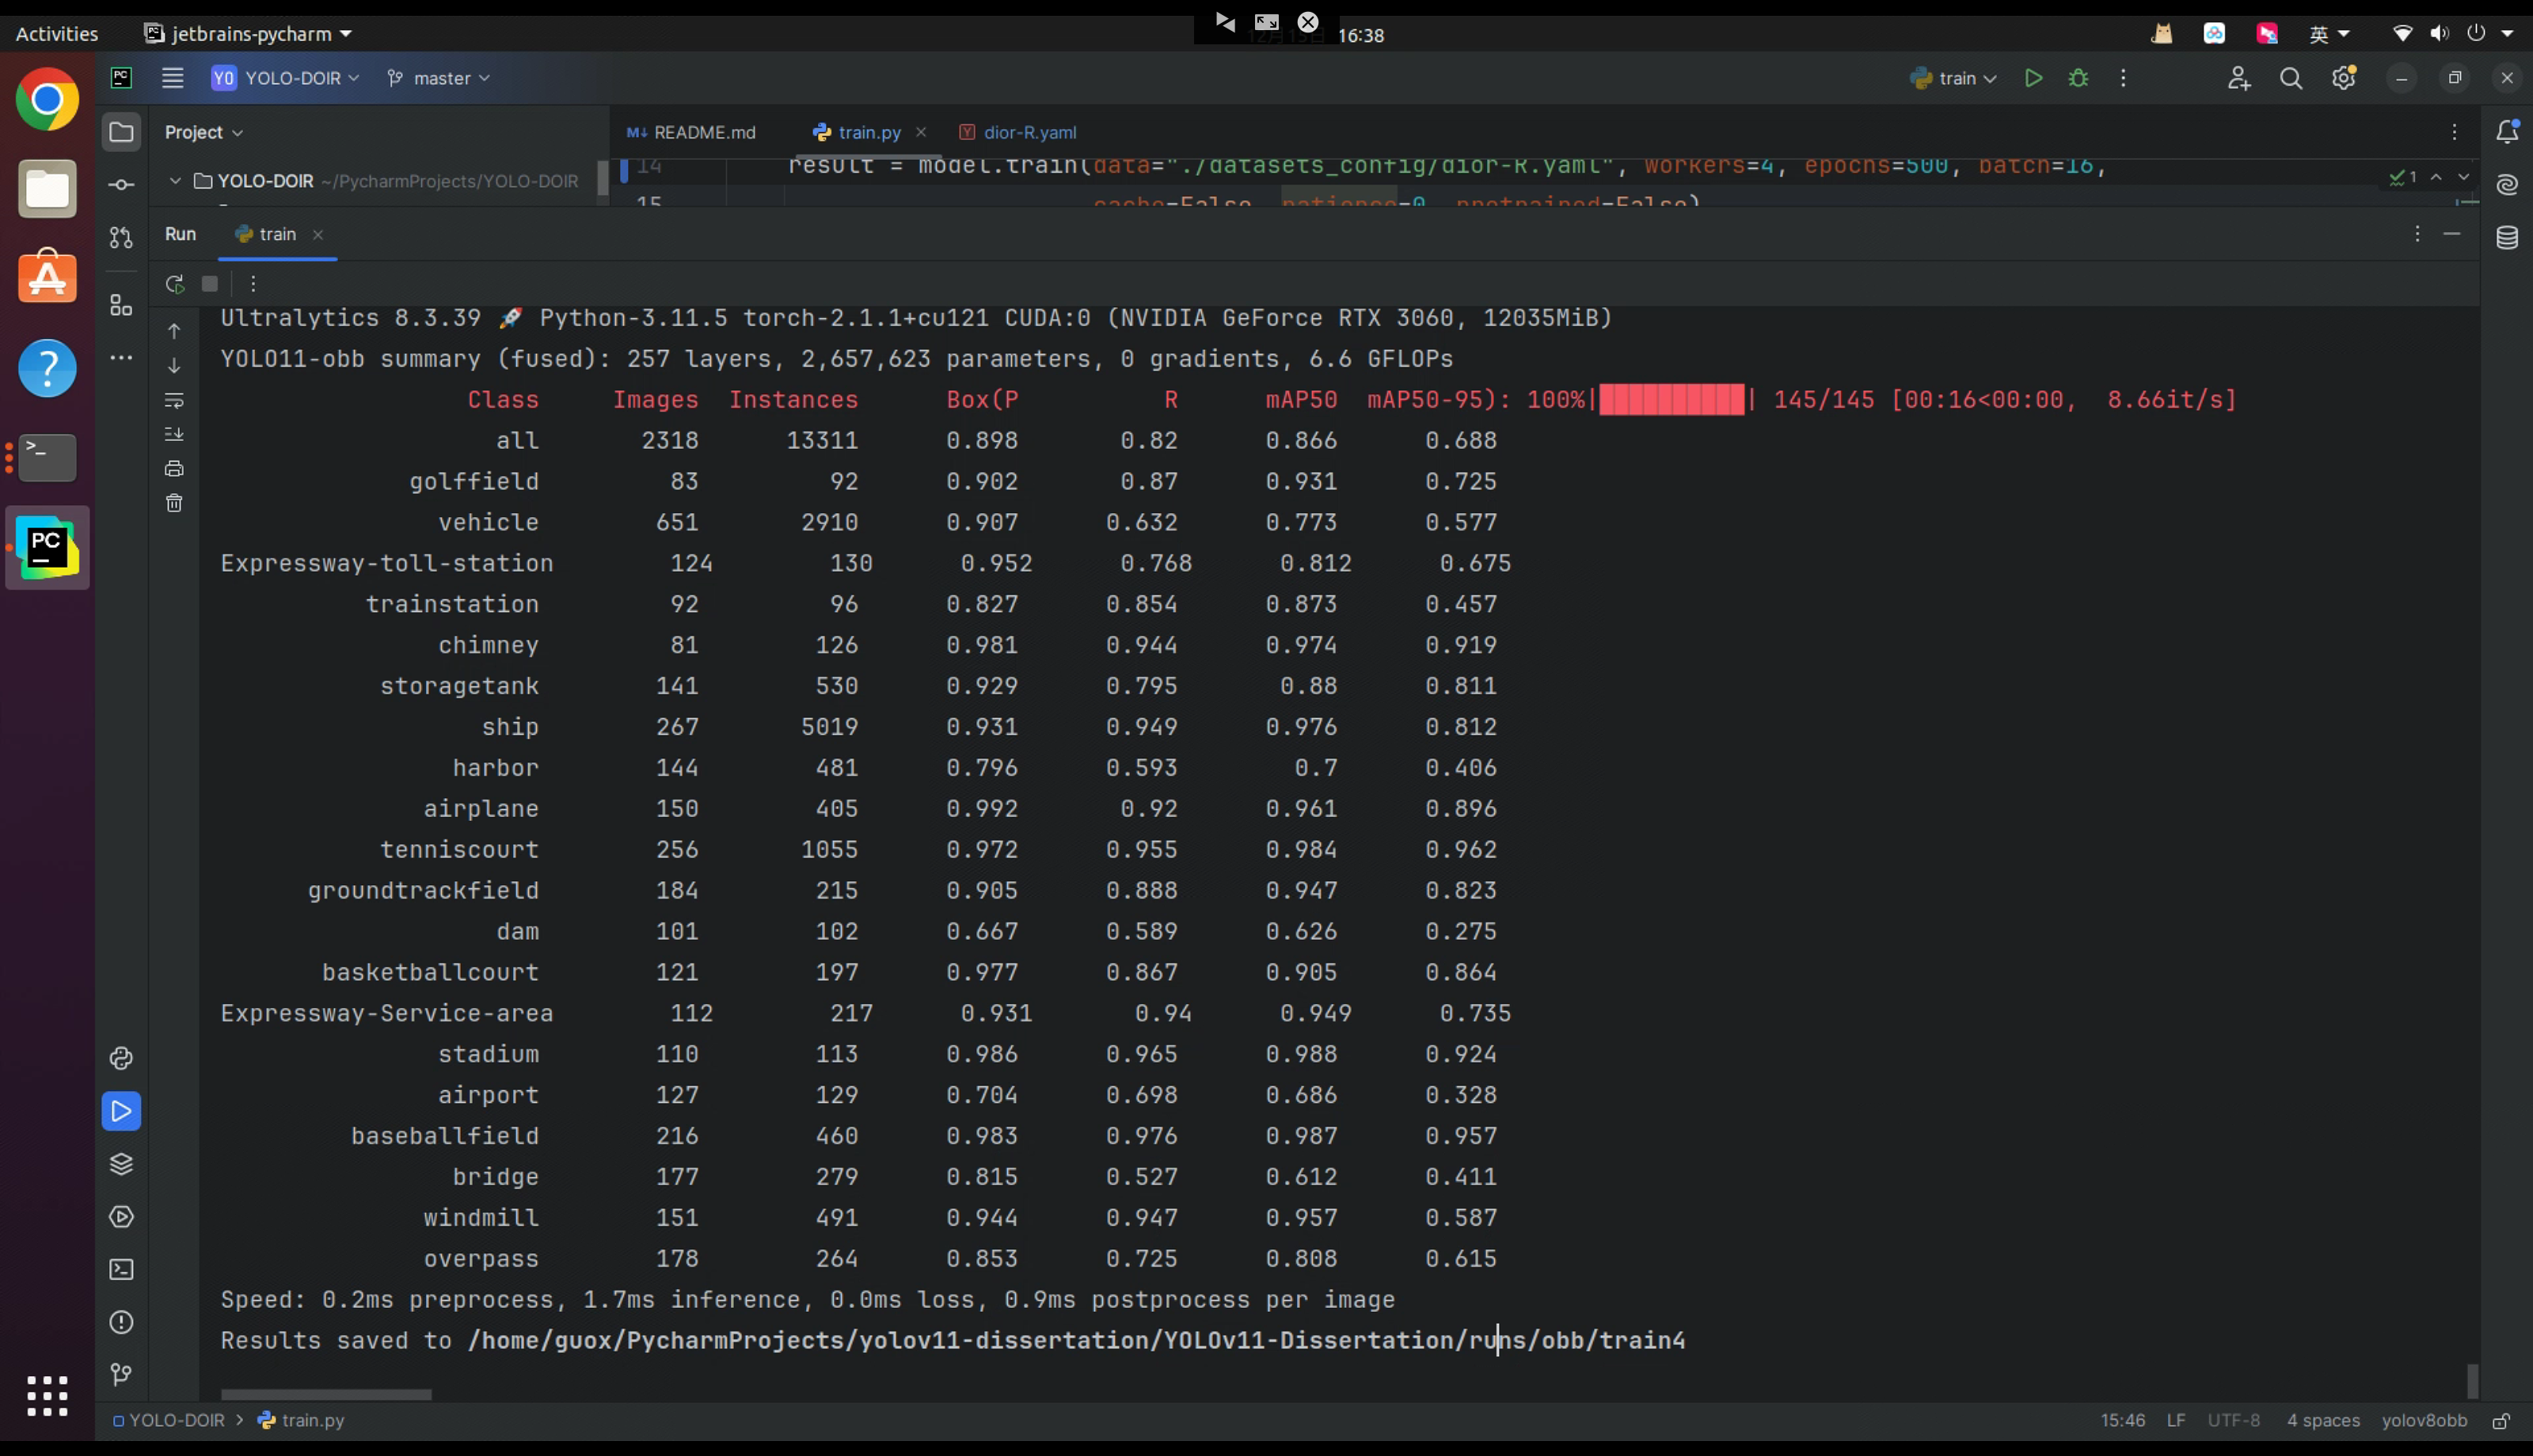 Activities jetbrains-pycharm 16:38 英
YO YOLO-DOIR master train
Project README.md train.py dior-R.yaml
YOLO-DOIR ~/PycharmProjects/YOLO-DOIR
14 result = model.train(data="./datasets_config/dior-R.yaml", workers=4, epochs=500, batch=16,
1
15 cache=False, patience=0, pretrained=False)
Run train
Ultralytics 8.3.39 🚀 Python-3.11.5 torch-2.1.1+cu121 CUDA:0 (NVIDIA GeForce RTX 3060, 12035MiB)
YOLO11-obb summary (fused): 257 layers, 2,657,623 parameters, 0 gradients, 6.6 GFLOPs
Class Images Instances Box(P R mAP50 mAP50-95): 100%|██████████| 145/145 [00:16<00:00, 8.66it/s]
all 2318 13311 0.898 0.82 0.866 0.688
golffield 83 92 0.902 0.87 0.931 0.725
vehicle 651 2910 0.907 0.632 0.773 0.577
Expressway-toll-station 124 130 0.952 0.768 0.812 0.675
trainstation 92 96 0.827 0.854 0.873 0.457
chimney 81 126 0.981 0.944 0.974 0.919
storagetank 141 530 0.929 0.795 0.88 0.811
ship 267 5019 0.931 0.949 0.976 0.812
harbor 144 481 0.796 0.593 0.7 0.406
airplane 150 405 0.992 0.92 0.961 0.896
tenniscourt 256 1055 0.972 0.955 0.984 0.962
groundtrackfield 184 215 0.905 0.888 0.947 0.823
dam 101 102 0.667 0.589 0.626 0.275
basketballcourt 121 197 0.977 0.867 0.905 0.864
Expressway-Service-area 112 217 0.931 0.94 0.949 0.735
stadium 110 113 0.986 0.965 0.988 0.924
airport 127 129 0.704 0.698 0.686 0.328
baseballfield 216 460 0.983 0.976 0.987 0.957
bridge 177 279 0.815 0.527 0.612 0.411
windmill 151 491 0.944 0.947 0.957 0.587
overpass 178 264 0.853 0.725 0.808 0.615
Speed: 0.2ms preprocess, 1.7ms inference, 0.0ms loss, 0.9ms postprocess per image
Results saved to /home/guox/PycharmProjects/yolov11-dissertation/YOLOv11-Dissertation/runs/obb/train4
YOLO-DOIR > train.py 15:46 LF UTF-8 4 spaces yolov8obb